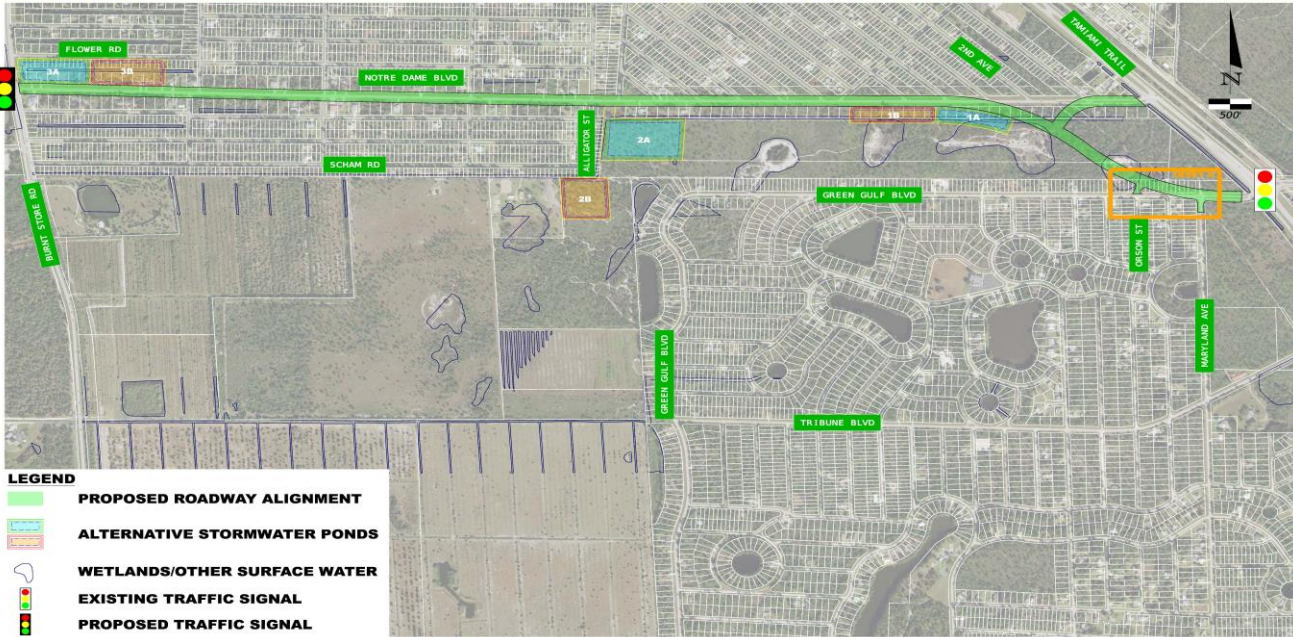 TAMIAMI TRAIL
2ND AVE
FLOWER RD
3A
3B
NOTRE DAME BLVD
N
500'
1B
1A
ALLIGATOR ST
2A
SCHAM RD
2B
GREEN GULF BLVD
BURNT STORE RD
ORSON ST
MARYLAND AVE
GREEN GULF BLVD
TRIBUNE BLVD
LEGEND
PROPOSED ROADWAY ALIGNMENT
ALTERNATIVE STORMWATER PONDS
WETLANDS/OTHER SURFACE WATER
EXISTING TRAFFIC SIGNAL
PROPOSED TRAFFIC SIGNAL